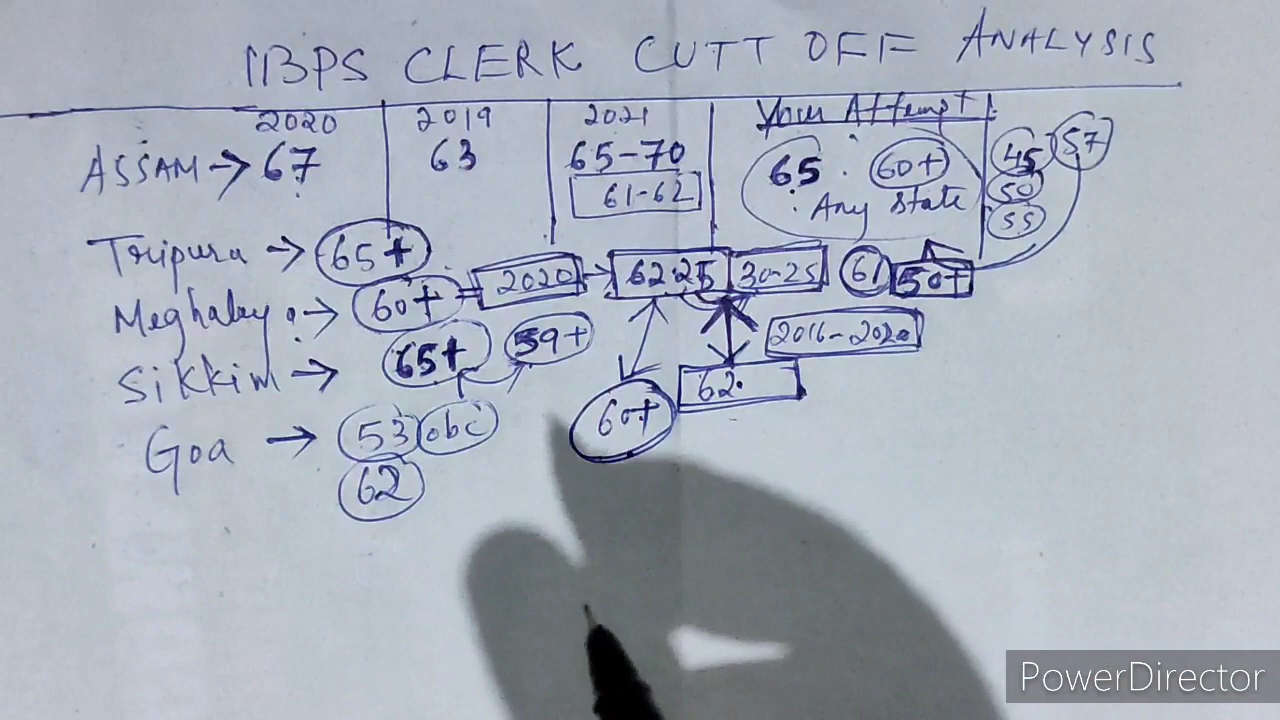 IBPS CLERK CUTT OFF ANALYSIS
2020 2019 2021 Your Attempt!
ASSAM → 67 63 65-70 65 60+ 45 57
61-62 Any state 50
55
Tripura → 65+
Meghalay → 60+ 2020 → 62.25 30-25 61 50+
Sikkim → 65+ 59+ 2016-2020
60+ 62.
Goa → 53 obc
62
PowerDirector